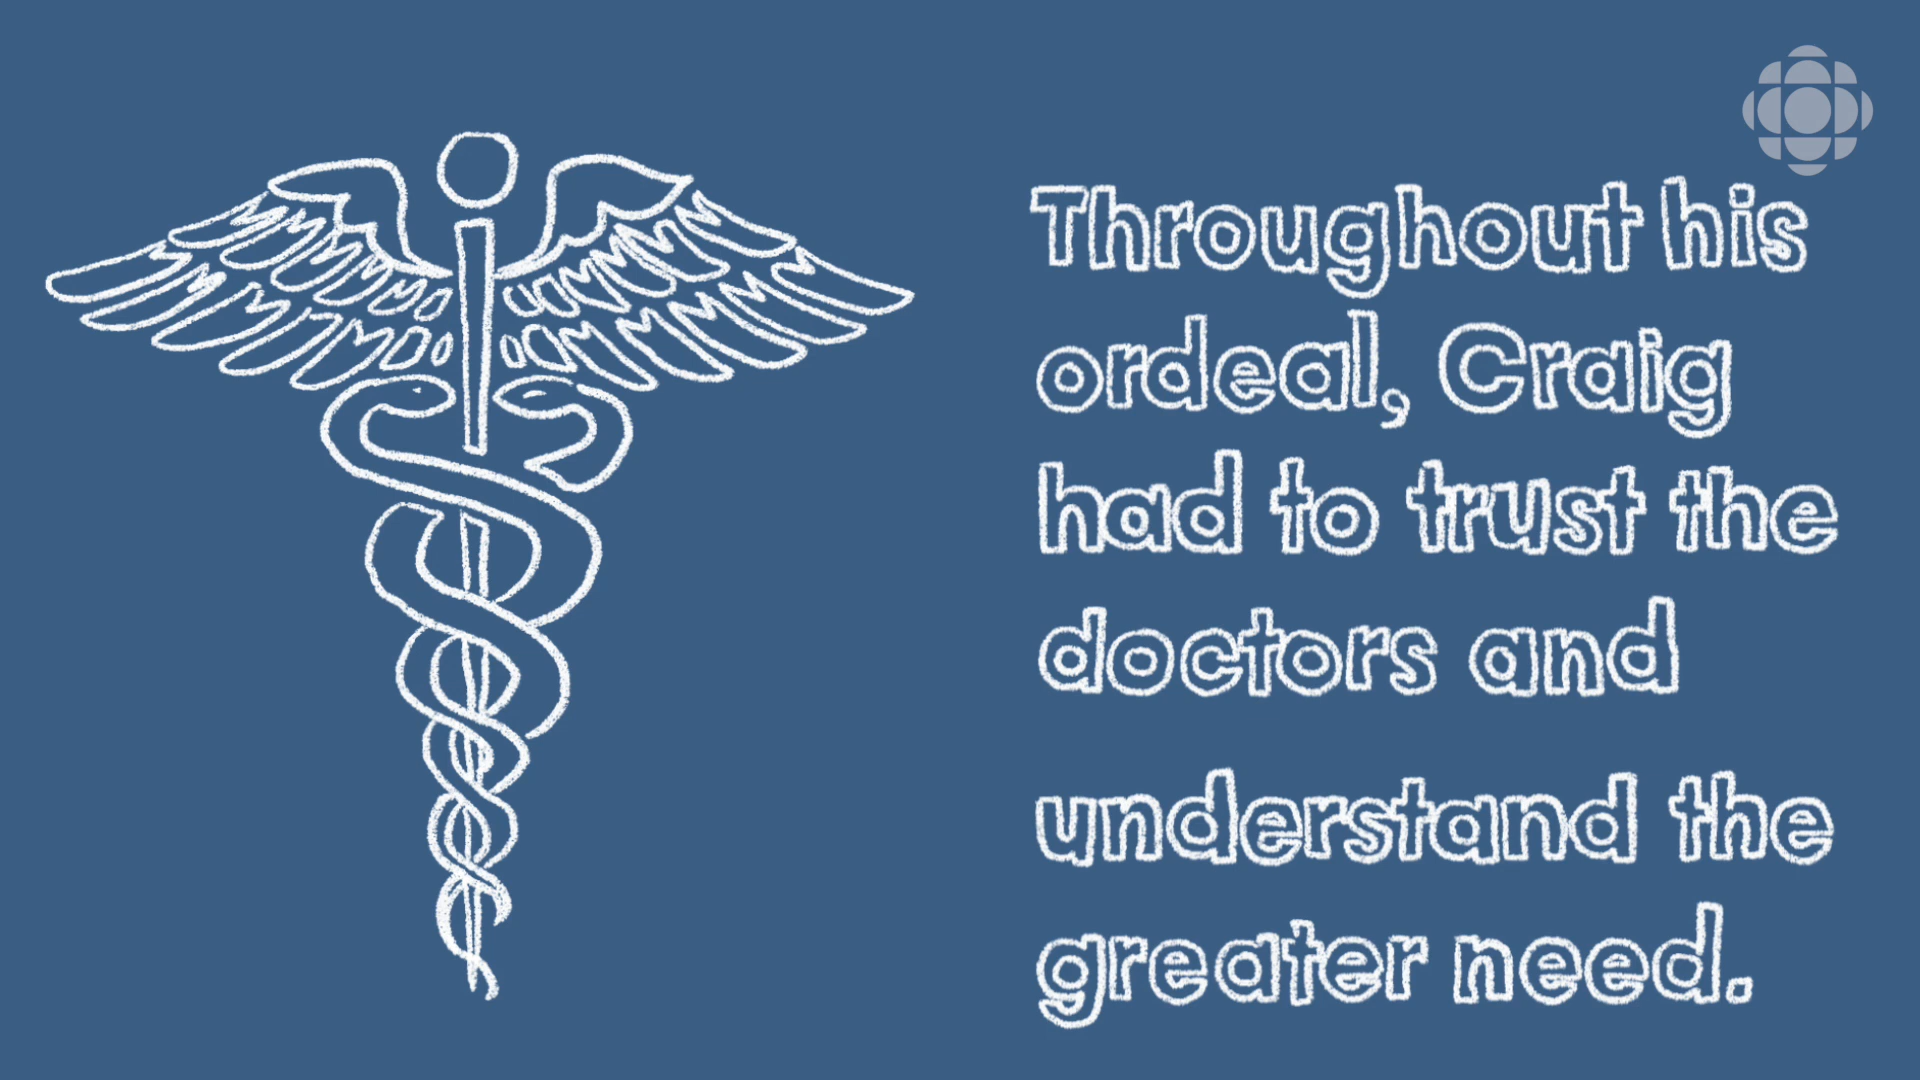 Throughout his
ordeal, Craig
had to trust the
doctors and
understand the
greater need.